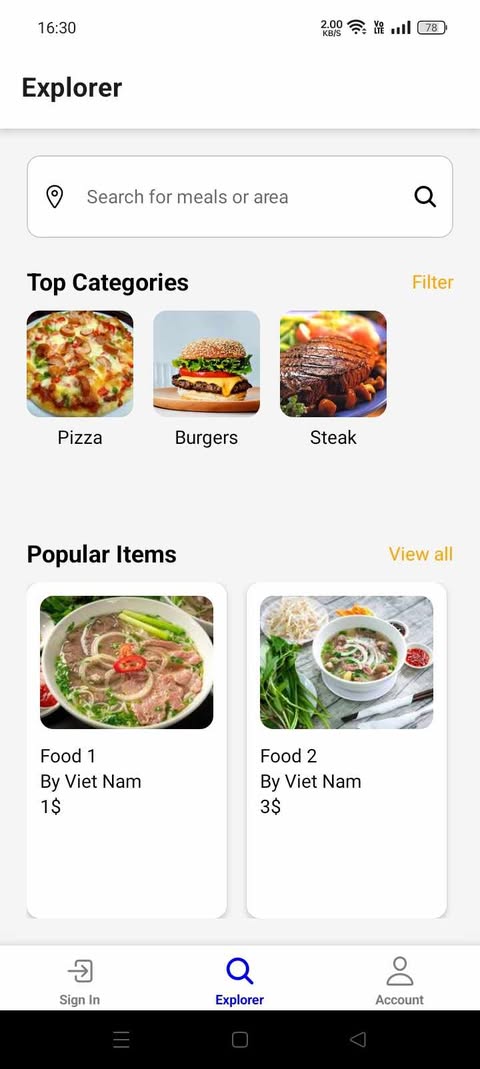 16:30
2.00
KB/S
Vo
LTE
78
Explorer
Search for meals or area
Top Categories
Filter
Pizza
Burgers
Steak
Popular Items
View all
Food 1
By Viet Nam
1$
Food 2
By Viet Nam
3$
Sign In
Explorer
Account